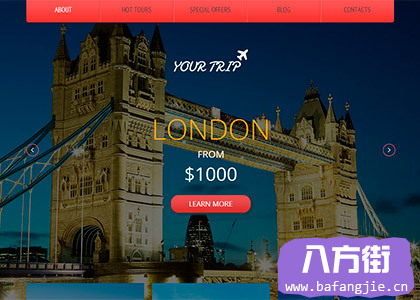 ABOUT
HOT TOURS
SPECIAL OFFERS
BLOG
CONTACTS
YOUR TRIP
LONDON
FROM
$1000
LEARN MORE
八方街
www.bafangjie.cn